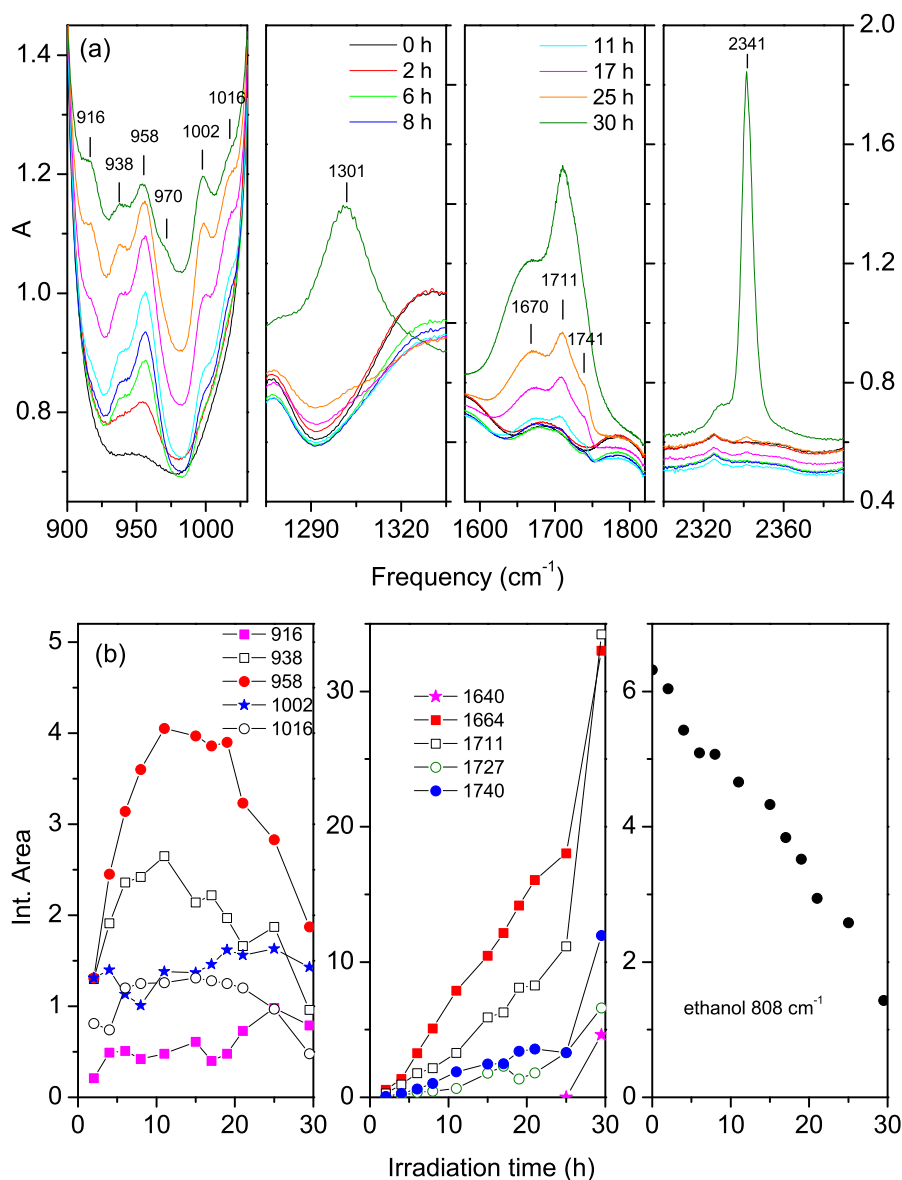 (a)
A
1.4
1.2
1.0
0.8
916
938
958
970
1002
1016
900 950 1000
0 h
2 h
6 h
8 h
1301
1290 1335
11 h
17 h
25 h
30 h
1670
1711
1741
1600 1700 1800
2341
2320 2360
2.0
1.6
1.2
0.8
0.4
Frequency (cm⁻¹)
(b)
Int. Area
5
4
3
2
1
0
916
938
958
1002
1016
0 10 20 30
30
20
10
0
1640
1664
1711
1727
1740
0 10 20 30
6
4
2
0
ethanol 808 cm⁻¹
0 10 20 30
Irradiation time (h)